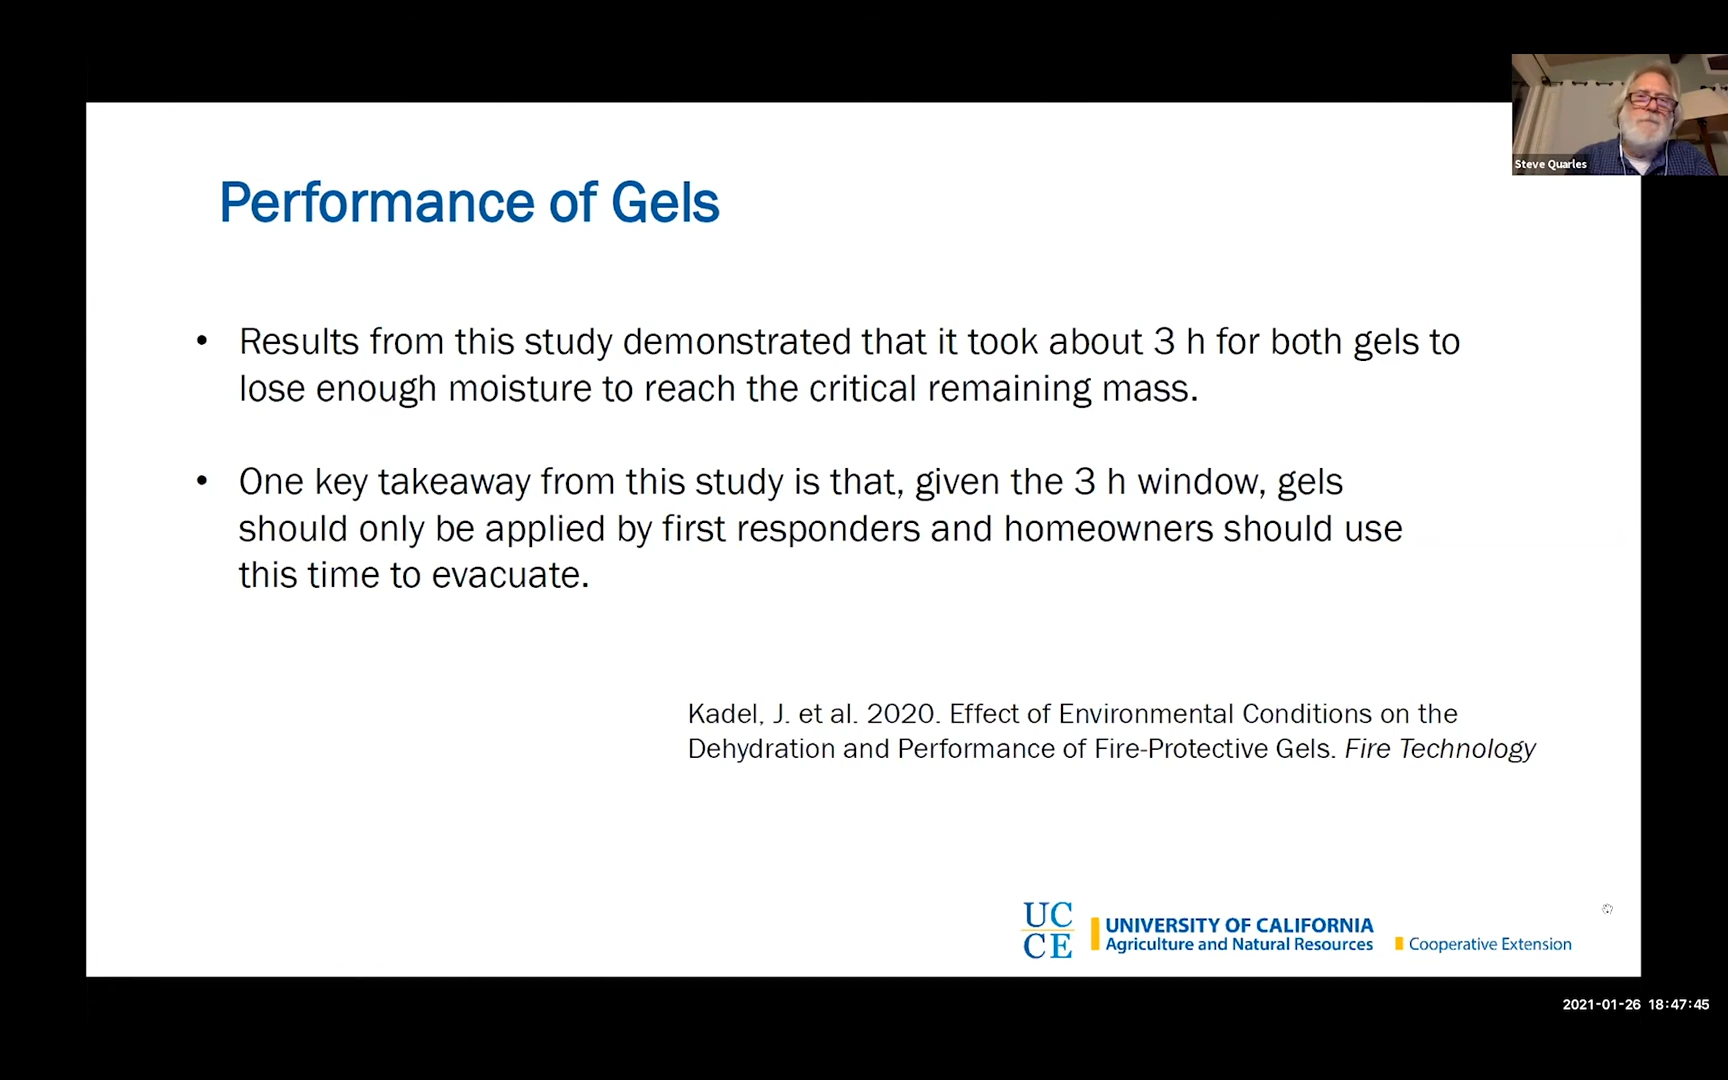 Steve Quarles
Performance of Gels
• Results from this study demonstrated that it took about 3 h for both gels to
lose enough moisture to reach the critical remaining mass.
• One key takeaway from this study is that, given the 3 h window, gels
should only be applied by first responders and homeowners should use
this time to evacuate.
Kadel, J. et al. 2020. Effect of Environmental Conditions on the
Dehydration and Performance of Fire-Protective Gels. Fire Technology
UC
CE
UNIVERSITY OF CALIFORNIA
Agriculture and Natural Resources
Cooperative Extension
2021-01-26 18:47:45